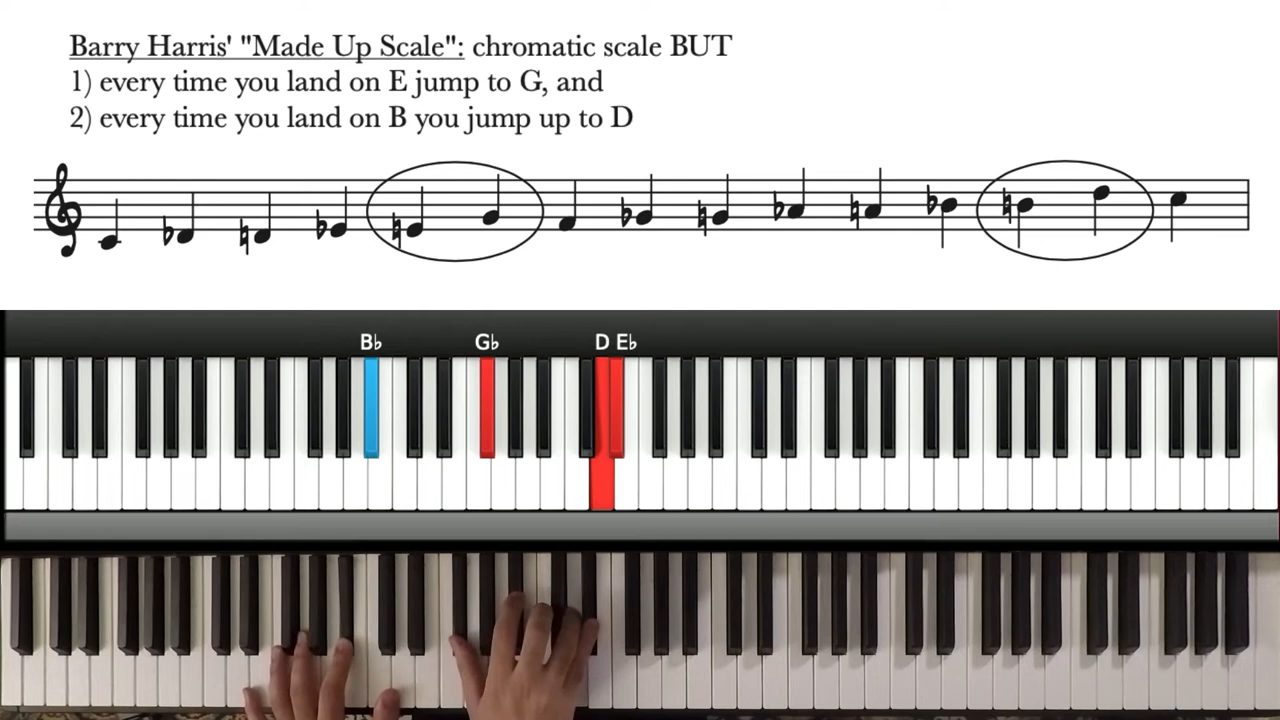 Barry Harris' "Made Up Scale": chromatic scale BUT
1) every time you land on E jump to G, and
2) every time you land on B you jump up to D
B♭ G♭ D E♭